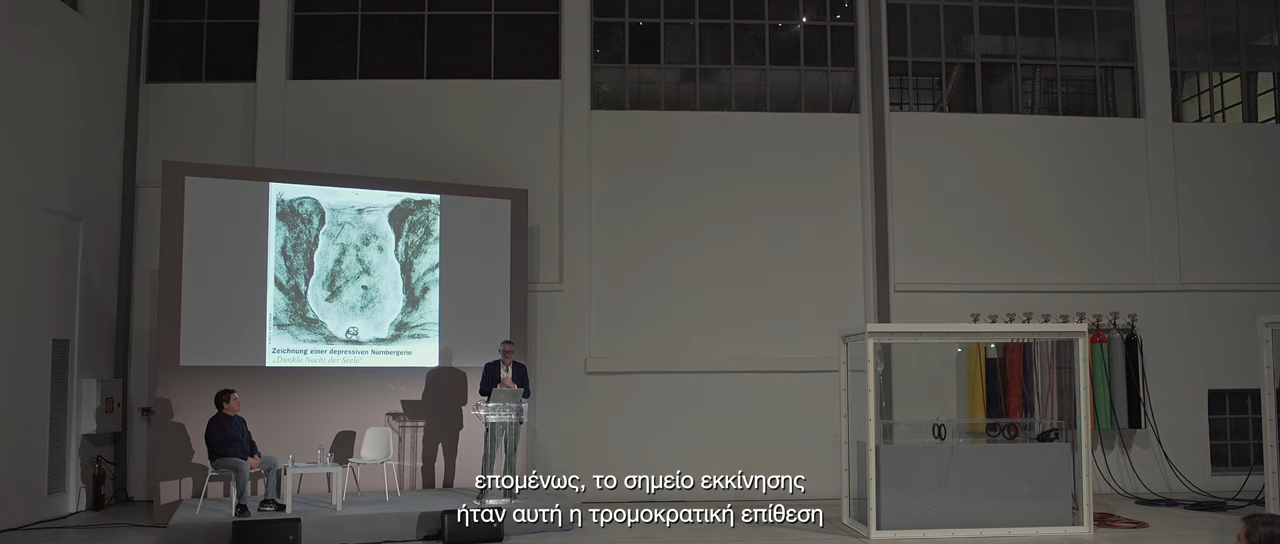 Zeichnung einer depressiven Nürnbergerin
„Dunkle Nacht der Seele“
επομένως, το σημείο εκκίνησης
ήταν αυτή η τρομοκρατική επίθεση